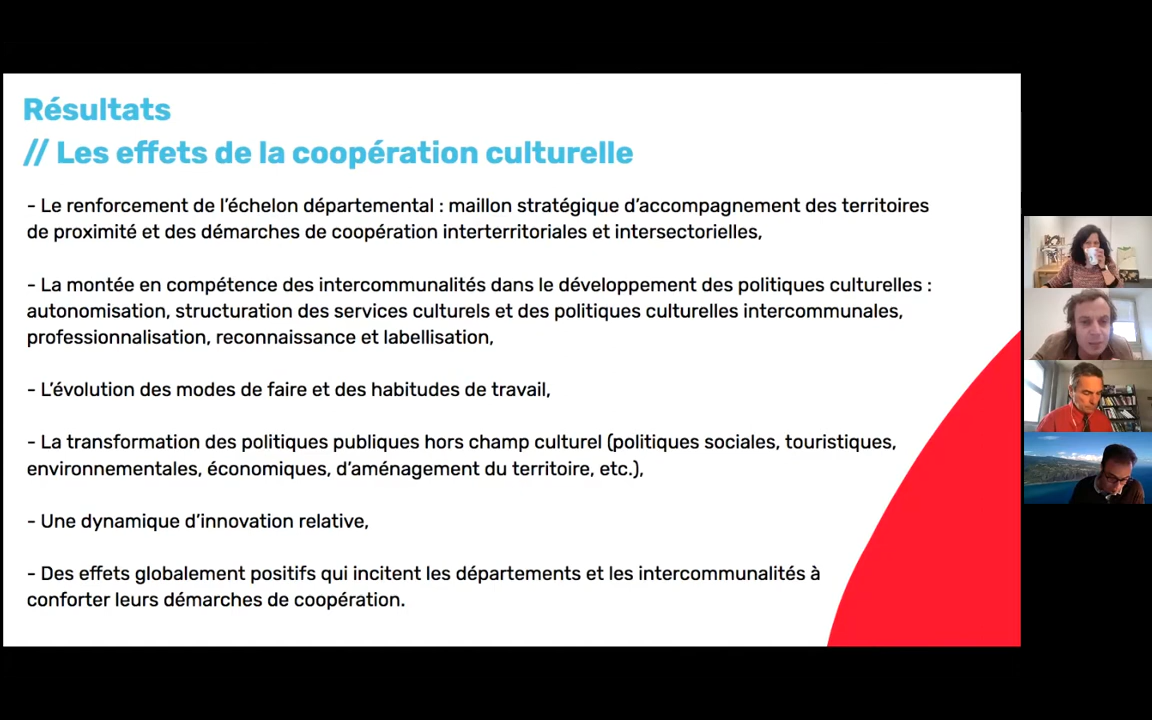 Résultats
// Les effets de la coopération culturelle
- Le renforcement de l’échelon départemental : maillon stratégique d’accompagnement des territoires
de proximité et des démarches de coopération interterritoriales et intersectorielles,
- La montée en compétence des intercommunalités dans le développement des politiques culturelles :
autonomisation, structuration des services culturels et des politiques culturelles intercommunales,
professionnalisation, reconnaissance et labellisation,
- L’évolution des modes de faire et des habitudes de travail,
- La transformation des politiques publiques hors champ culturel (politiques sociales, touristiques,
environnementales, économiques, d’aménagement du territoire, etc.),
- Une dynamique d’innovation relative,
- Des effets globalement positifs qui incitent les départements et les intercommunalités à
conforter leurs démarches de coopération.